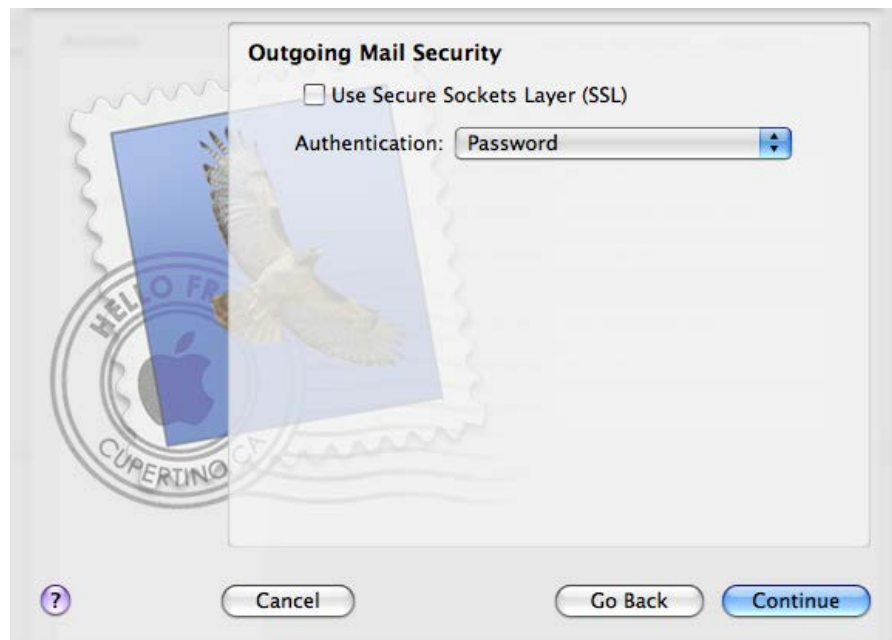 Outgoing Mail Security
Use Secure Sockets Layer (SSL)
Authentication: Password
HELLO FR
CUPERTINO CA
? Cancel Go Back Continue